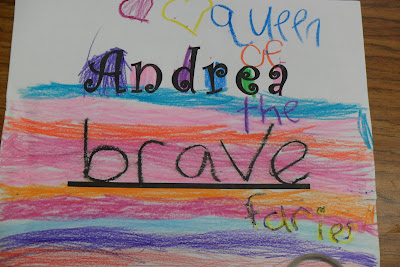 queen
of
Andrea
the
brave
faries